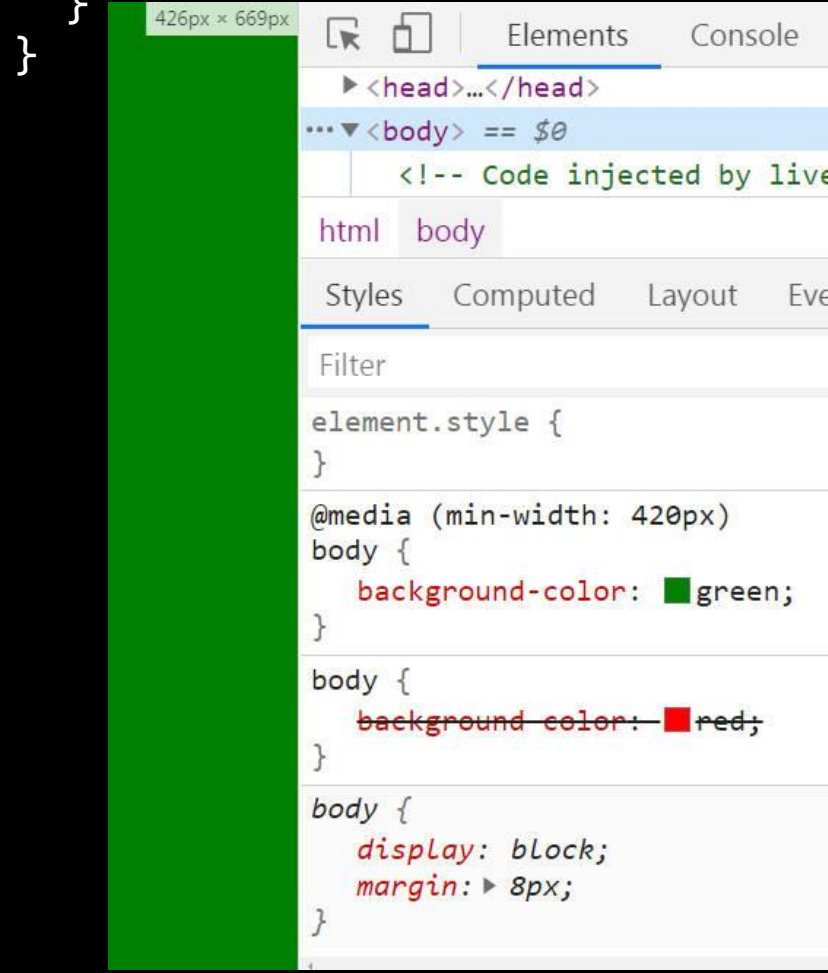 }
}
426px × 669px
Elements Console
<head>…</head>
<body> == $0
<!-- Code injected by live
html body
Styles Computed Layout Eve
Filter
element.style {
}
@media (min-width: 420px)
body {
background-color: green;
}
body {
background-color: red;
}
body {
display: block;
margin: 8px;
}